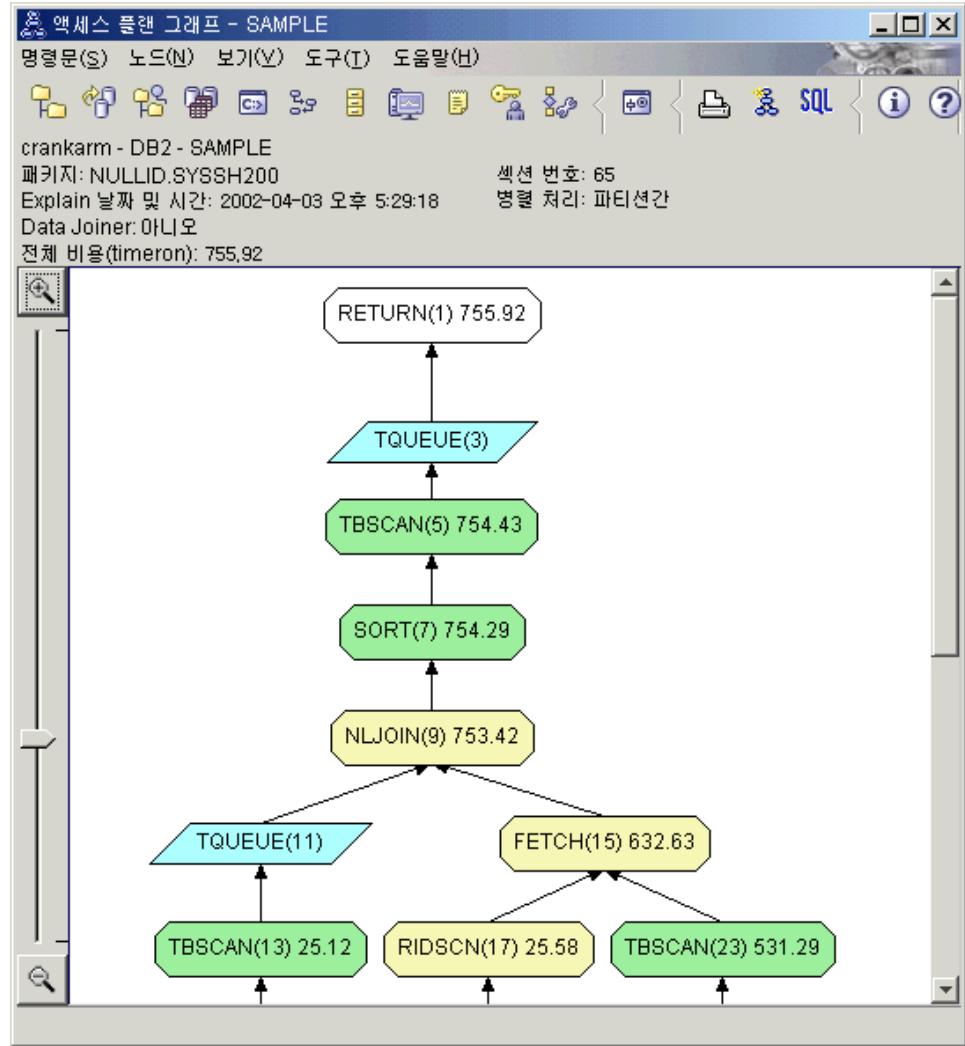 액세스 플랜 그래프 - SAMPLE
명령문(S) 노드(N) 보기(V) 도구(T) 도움말(H)
C:>
SQL
crankarm - DB2 - SAMPLE
패키지: NULLID.SYSSH200 섹션 번호: 65
Explain 날짜 및 시간: 2002-04-03 오후 5:29:18 병렬 처리: 파티션간
Data Joiner: 아니오
전체 비용(timeron): 755,92
RETURN(1) 755.92
TQUEUE(3)
TBSCAN(5) 754.43
SORT(7) 754.29
NLJOIN(9) 753.42
TQUEUE(11) FETCH(15) 632.63
TBSCAN(13) 25.12 RIDSCN(17) 25.58 TBSCAN(23) 531.29